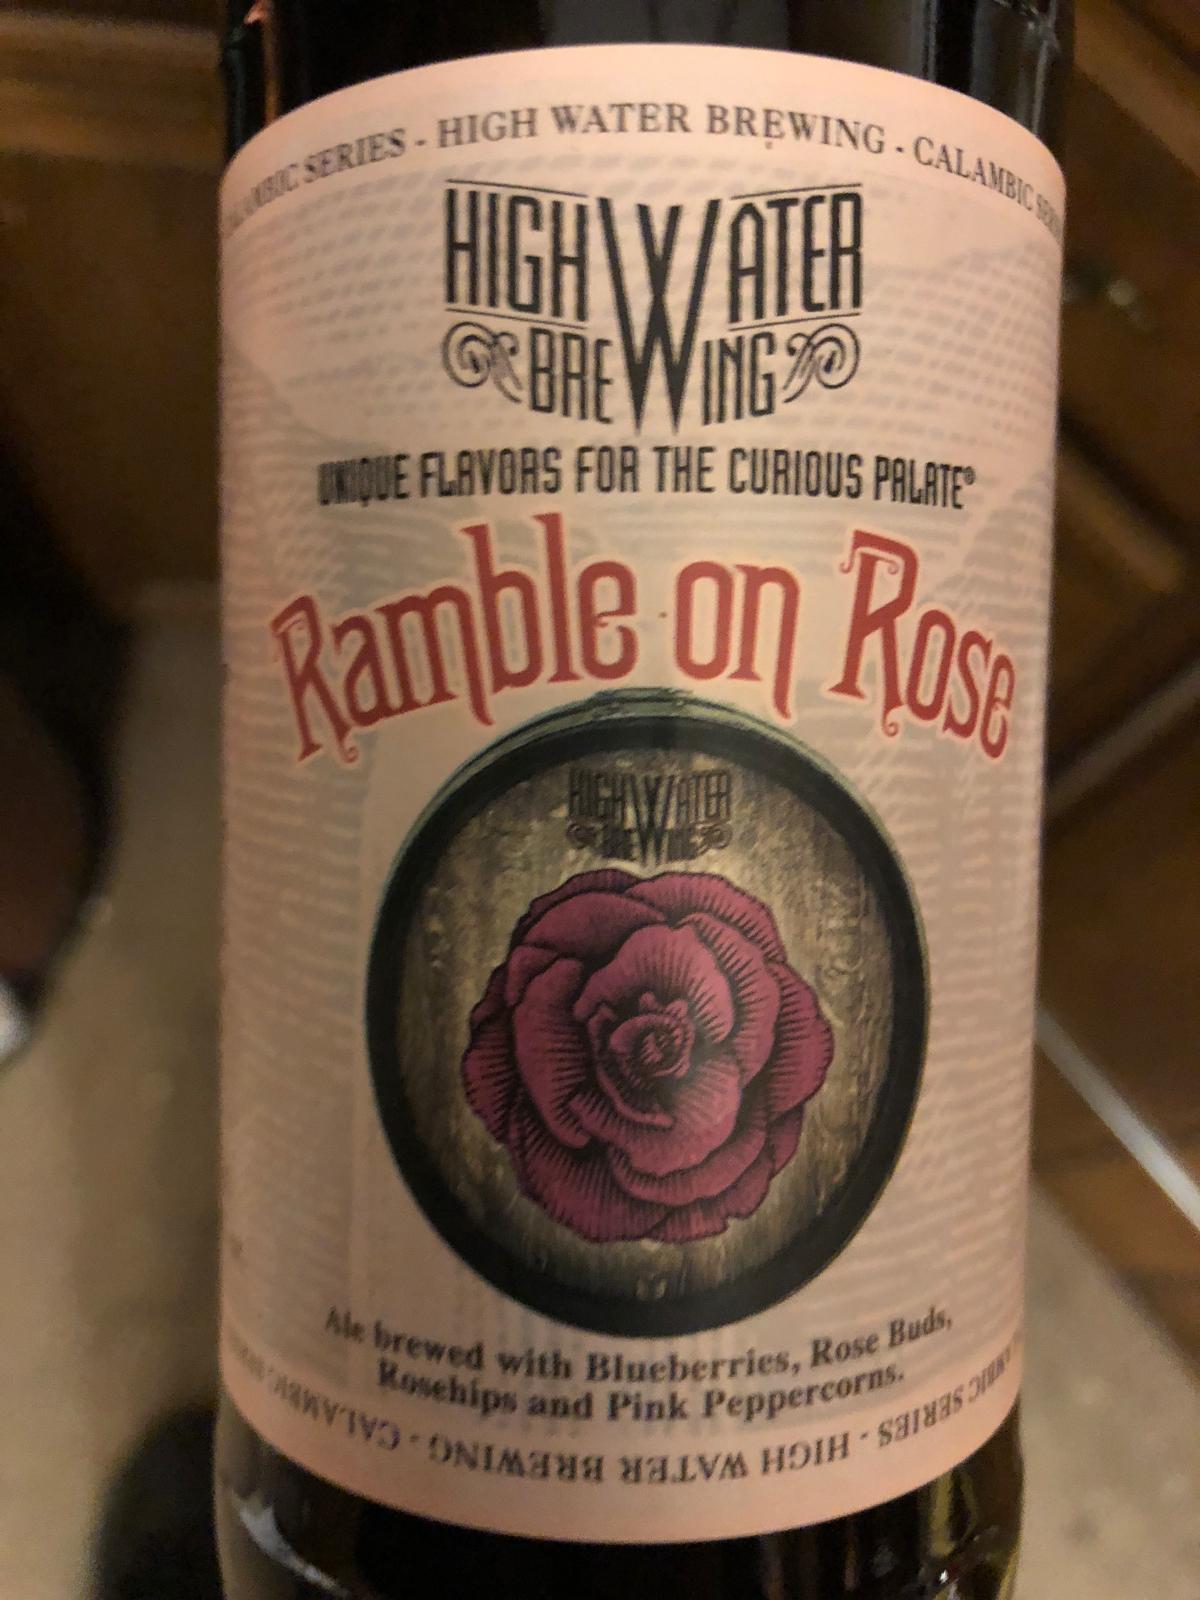 CALAMBIC SERIES - HIGH WATER BREWING - CALAMBIC SERIES
HIGH WATER
BREWING
UNIQUE FLAVORS FOR THE CURIOUS PALATE®
Ramble on Rose
HIGH WATER
BREWING
Ale brewed with Blueberries, Rose Buds,
Rosehips and Pink Peppercorns.
CALAMBIC SERIES - HIGH WATER BREWING - CALAMBIC